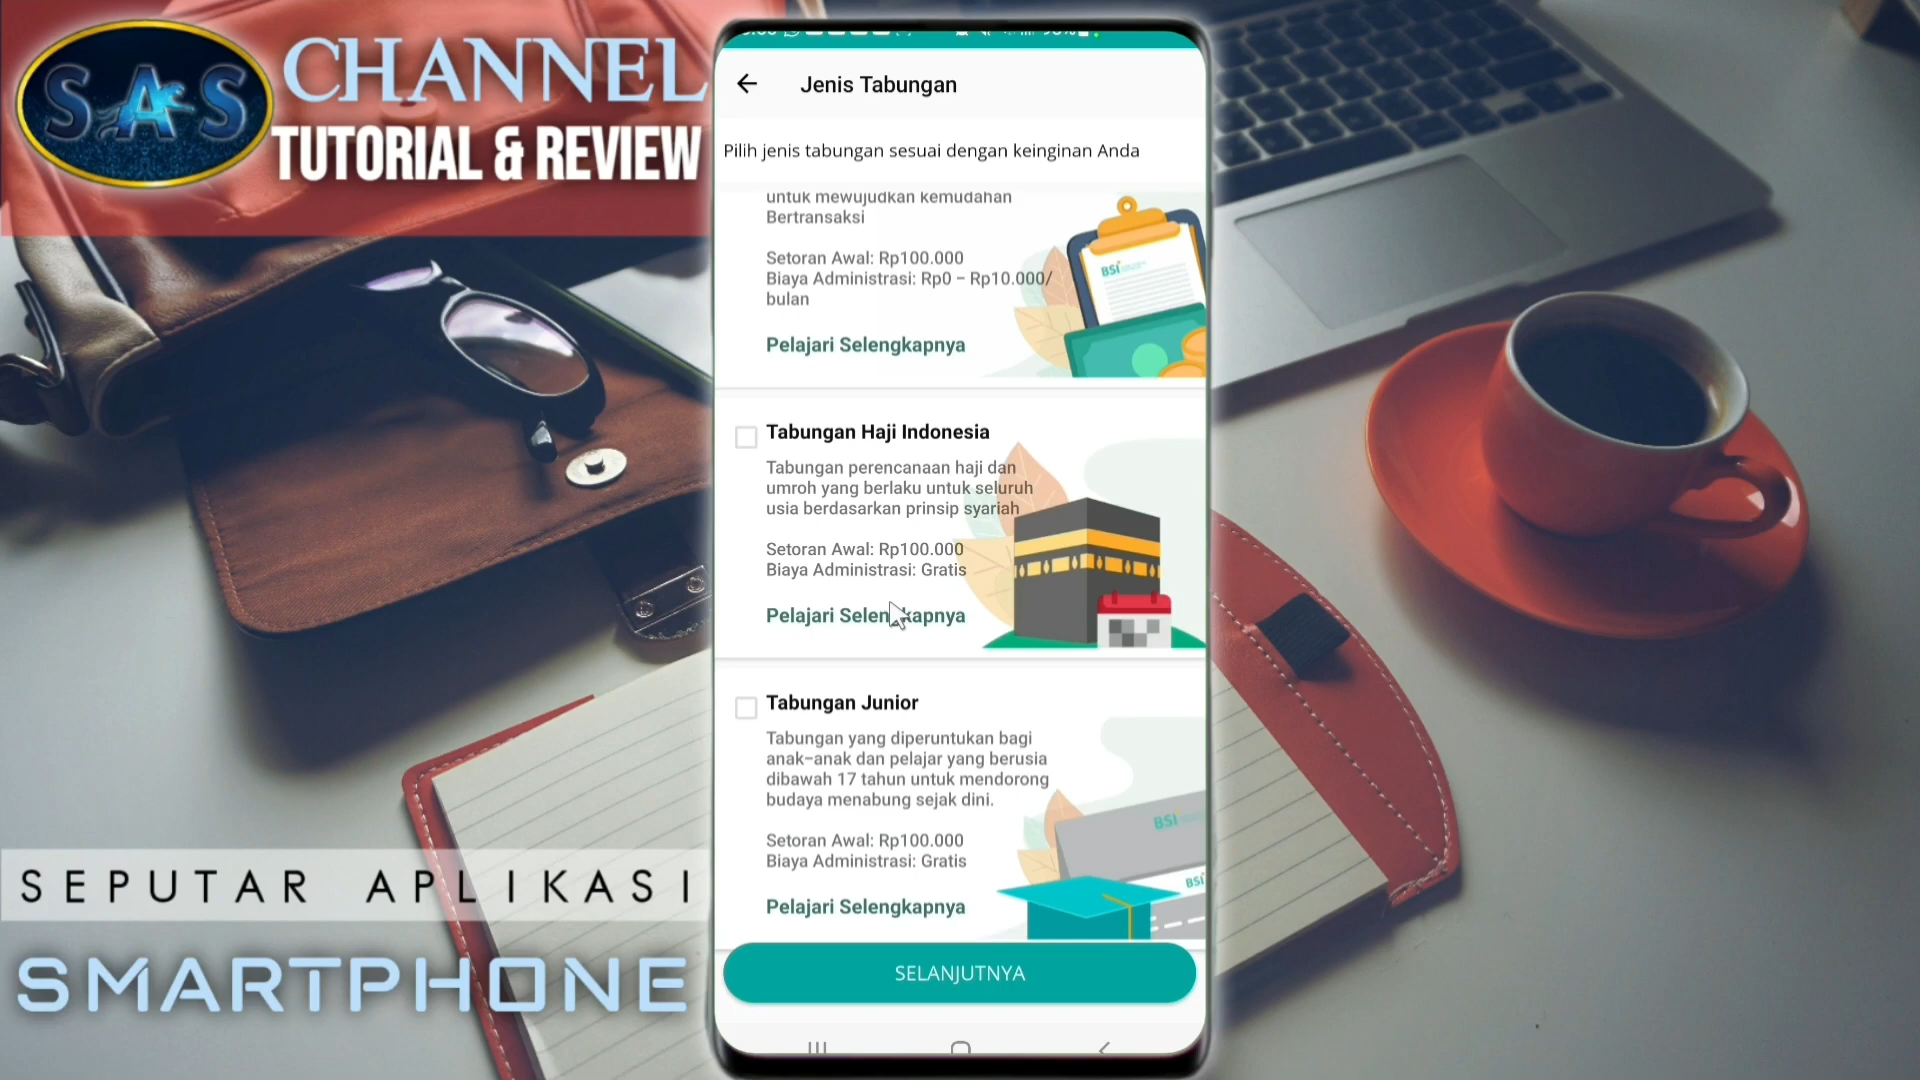 SAS
CHANNEL
TUTORIAL & REVIEW
Jenis Tabungan
Pilih jenis tabungan sesuai dengan keinginan Anda
untuk mewujudkan kemudahan
Bertransaksi
Setoran Awal: Rp100.000
Biaya Administrasi: Rp0 – Rp10.000/
bulan
Pelajari Selengkapnya
BSI
Tabungan Haji Indonesia
Tabungan perencanaan haji dan
umroh yang berlaku untuk seluruh
usia berdasarkan prinsip syariah
Setoran Awal: Rp100.000
Biaya Administrasi: Gratis
Pelajari Selengkapnya
Tabungan Junior
Tabungan yang diperuntukan bagi
anak–anak dan pelajar yang berusia
dibawah 17 tahun untuk mendorong
budaya menabung sejak dini.
Setoran Awal: Rp100.000
Biaya Administrasi: Gratis
Pelajari Selengkapnya
BSI
BSI
SELANJUTNYA
SEPUTAR APLIKASI
SMARTPHONE